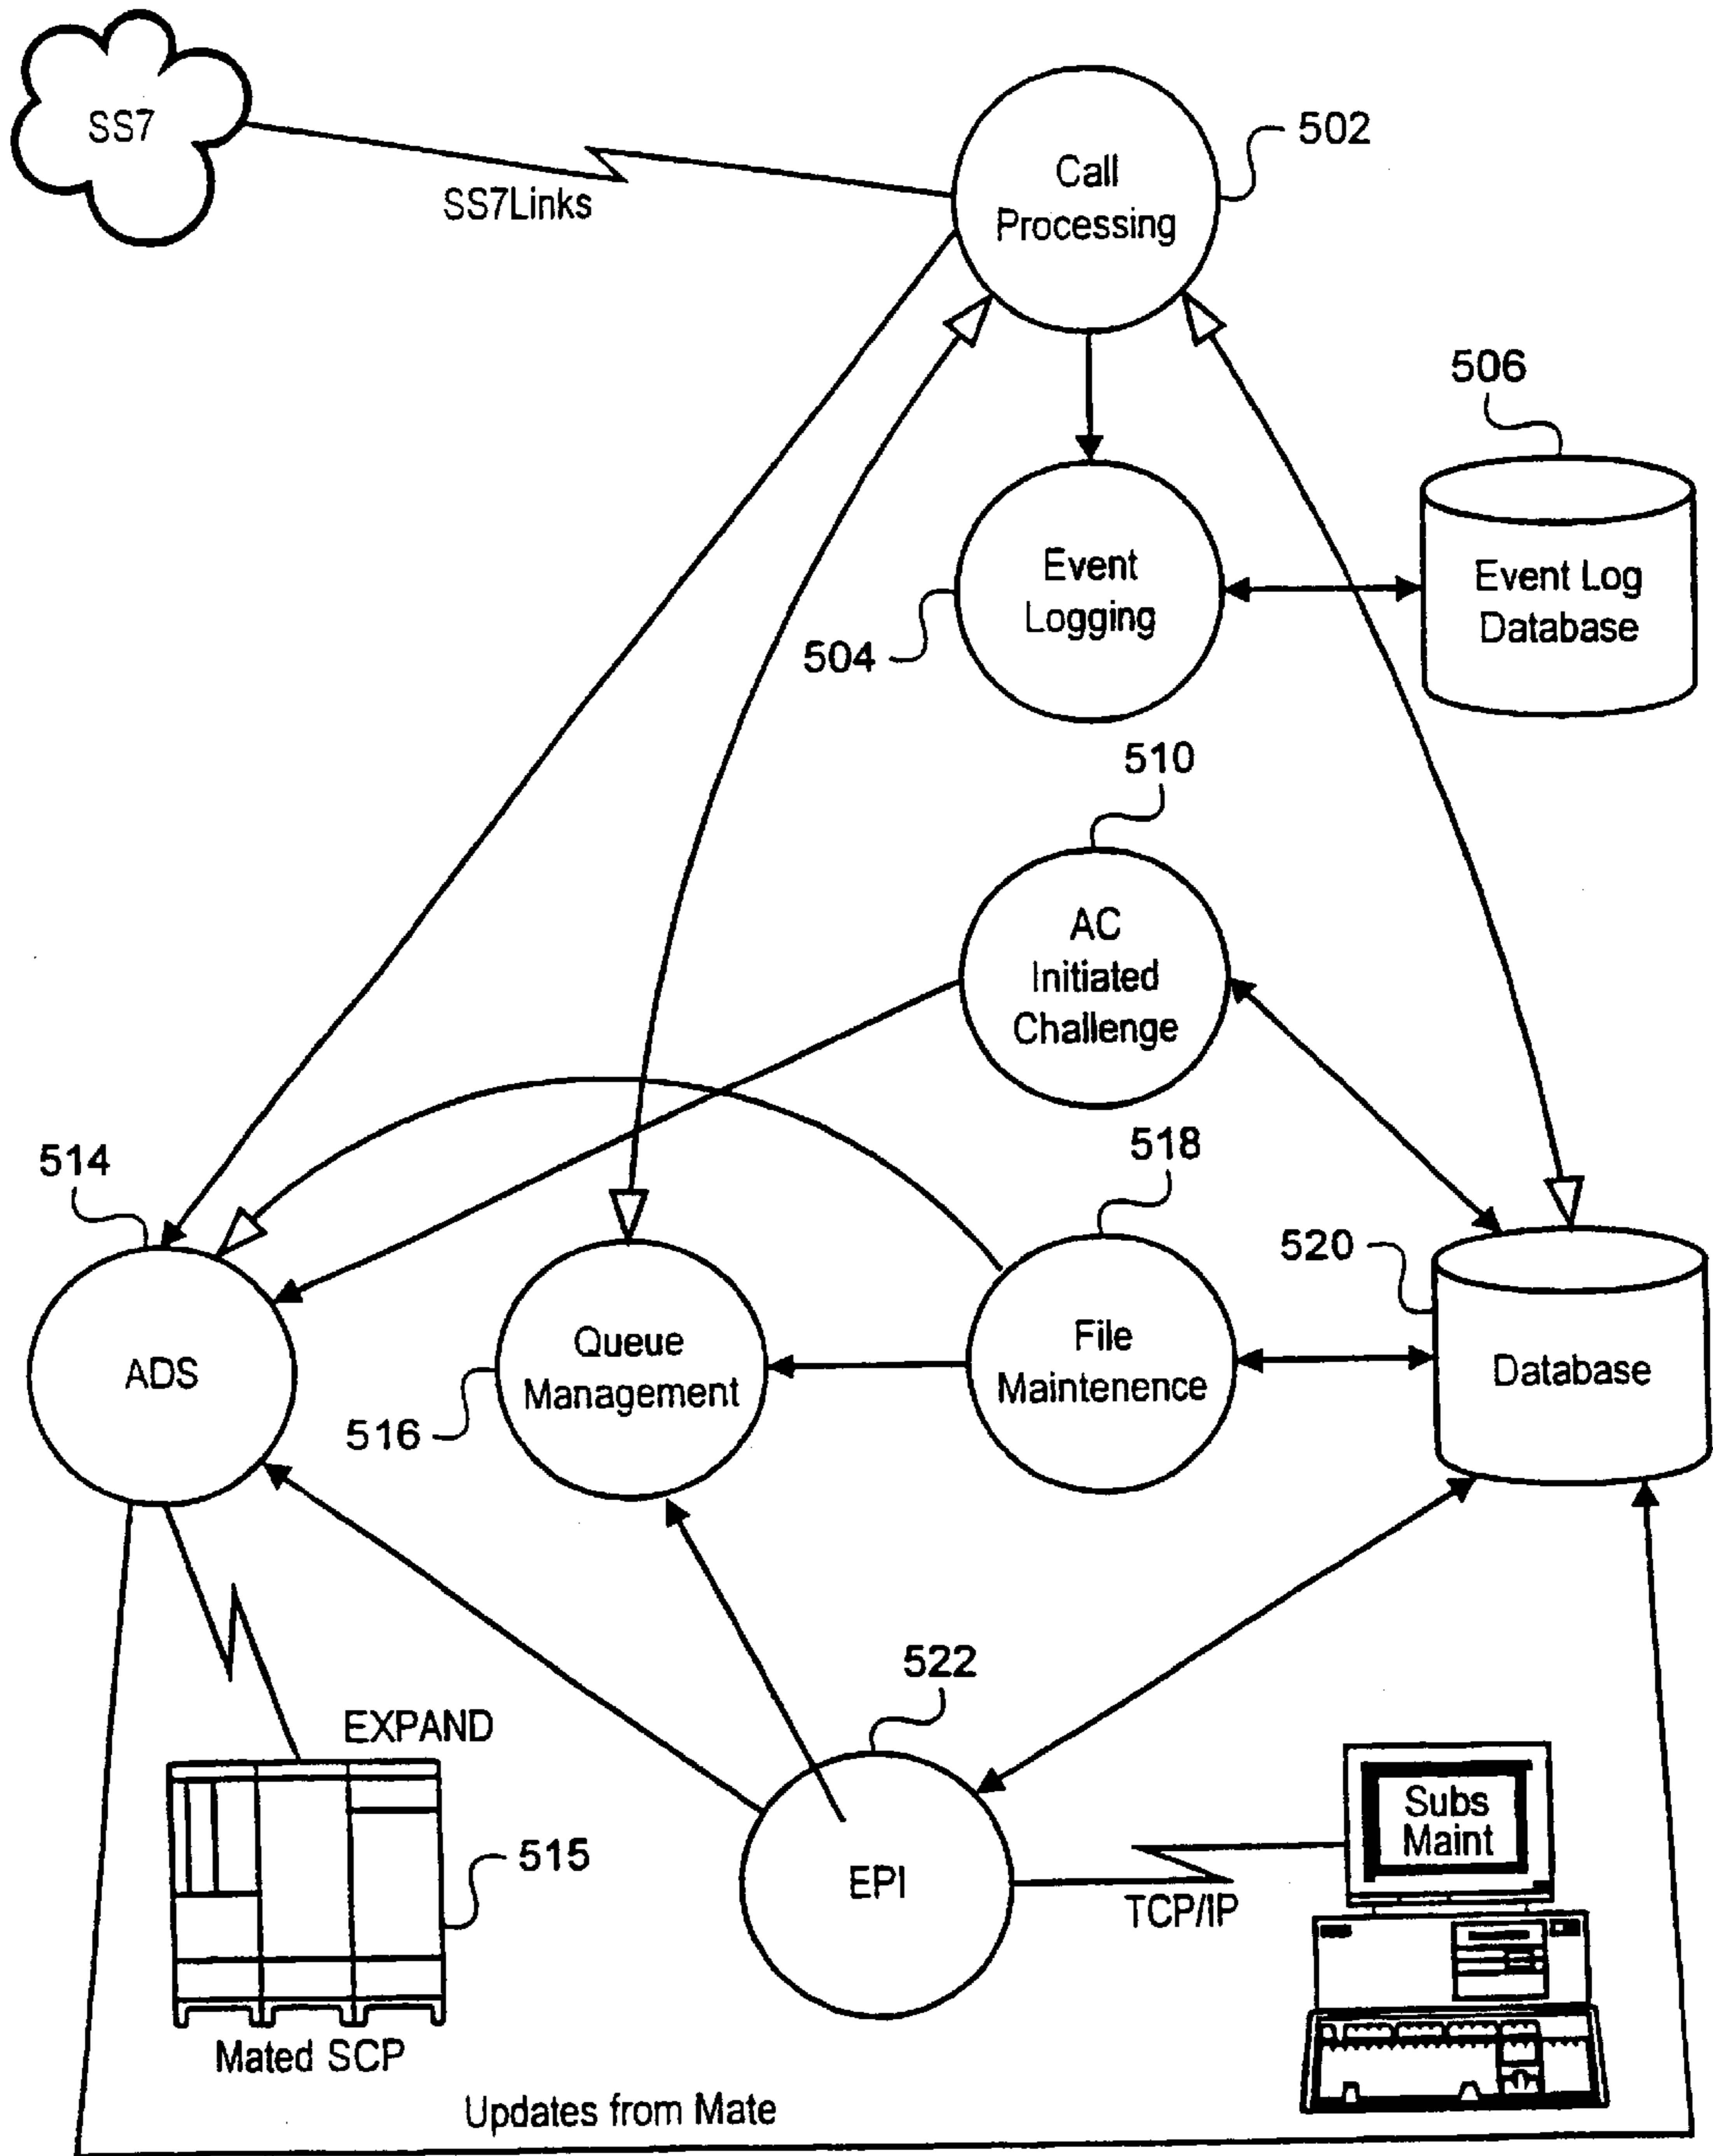 SS7
SS7Links
Call
Processing
502
506
Event
Logging
504
Event Log
Database
510
AC
Initiated
Challenge
514
518
520
ADS
Queue
Management
516
File
Maintenence
Database
522
EXPAND
515
Mated SCP
EPI
TCP/IP
Subs
Maint
Updates from Mate